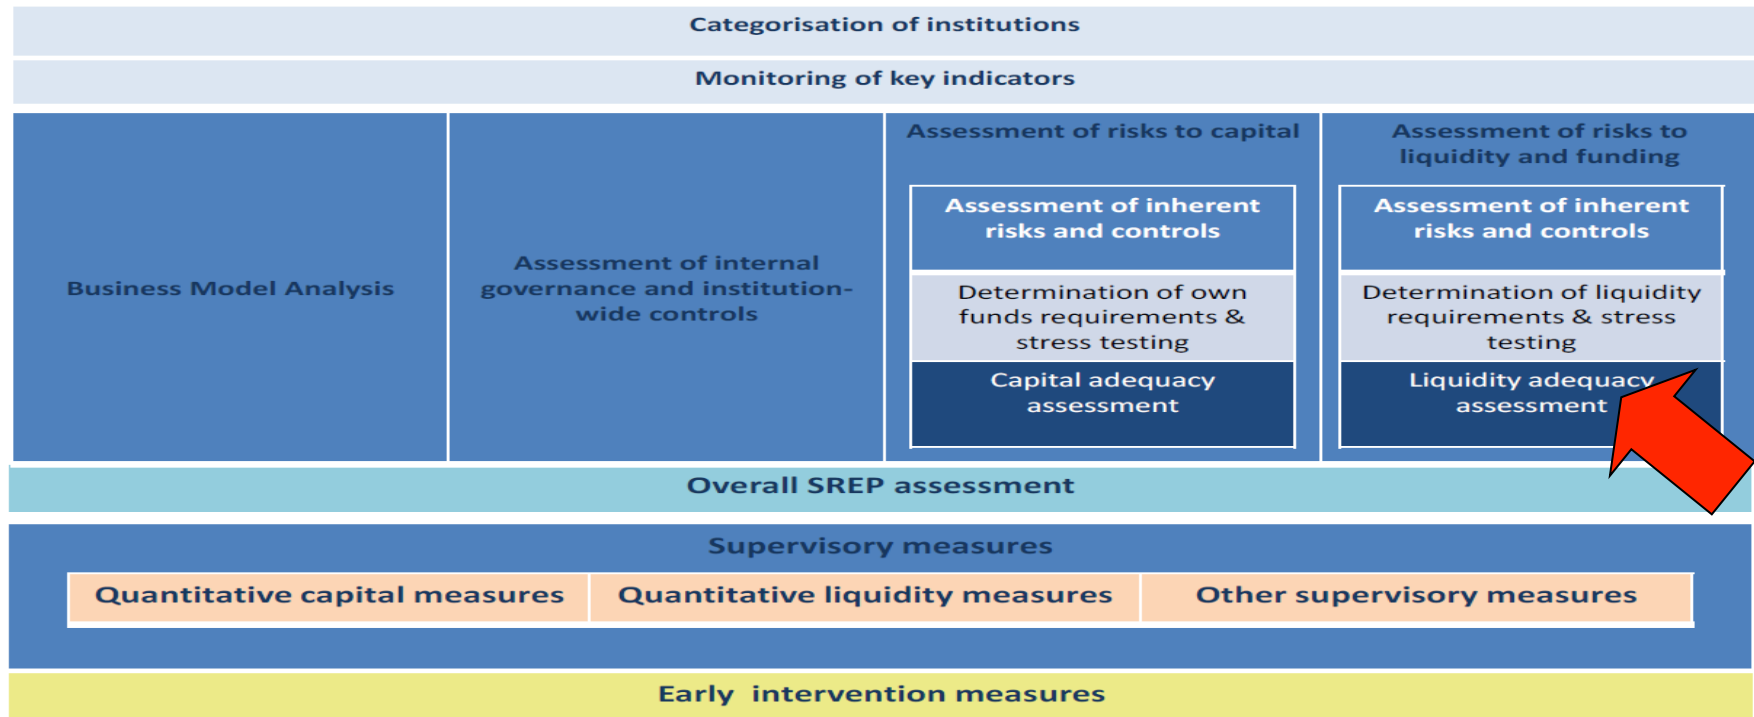 Categorisation of institutions
Monitoring of key indicators
Business Model Analysis
Assessment of internal
governance and institution-
wide controls
Assessment of risks to capital
Assessment of inherent
risks and controls
Determination of own
funds requirements &
stress testing
Capital adequacy
assessment
Assessment of risks to
liquidity and funding
Assessment of inherent
risks and controls
Determination of liquidity
requirements & stress
testing
Liquidity adequacy
assessment
Overall SREP assessment
Supervisory measures
Quantitative capital measures
Quantitative liquidity measures
Other supervisory measures
Early intervention measures